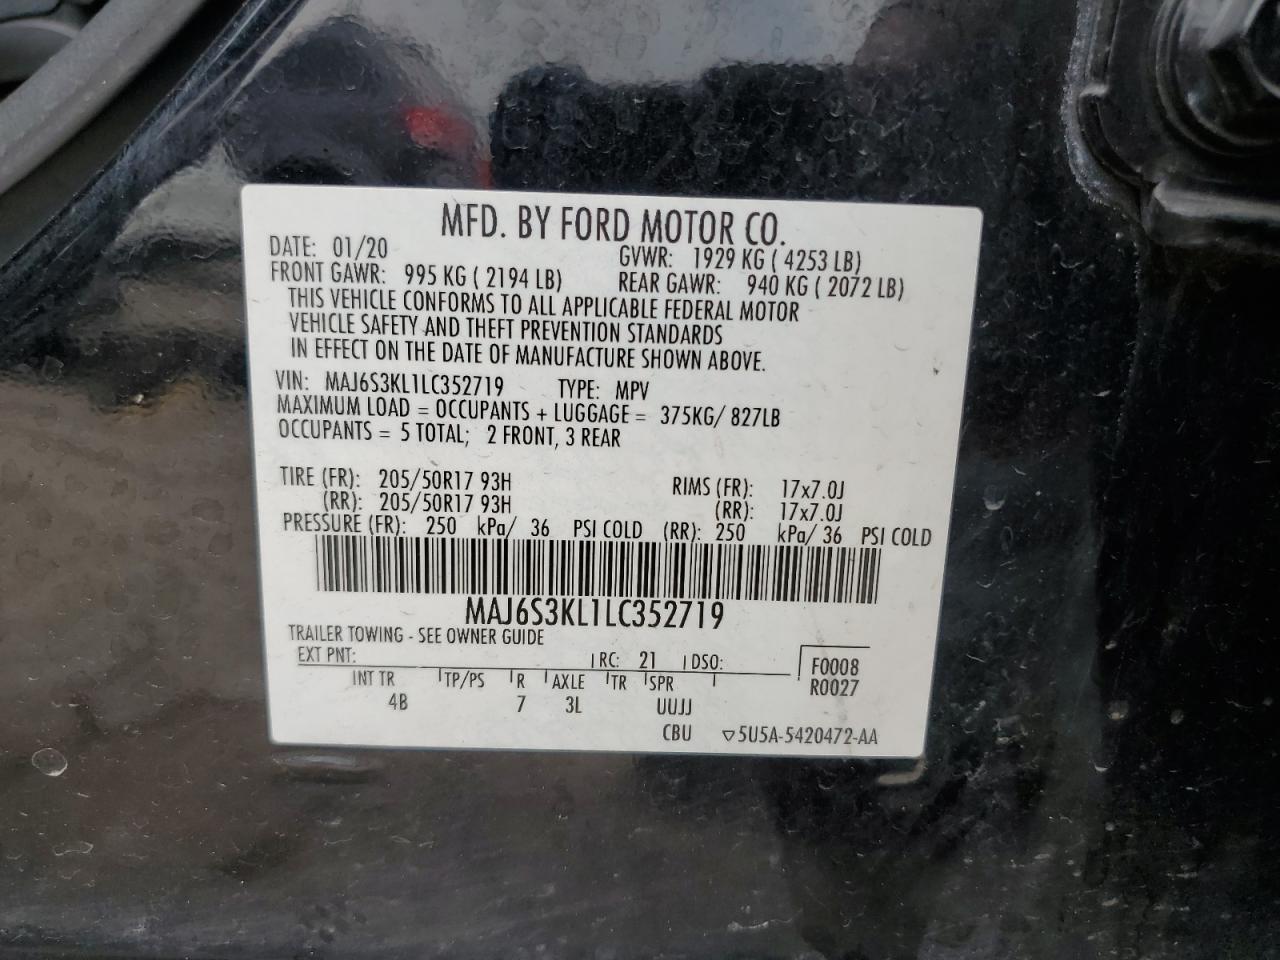 MFD. BY FORD MOTOR CO.
DATE: 01/20 GVWR: 1929 KG ( 4253 LB)
FRONT GAWR: 995 KG ( 2194 LB) REAR GAWR: 940 KG ( 2072 LB)
THIS VEHICLE CONFORMS TO ALL APPLICABLE FEDERAL MOTOR
VEHICLE SAFETY AND THEFT PREVENTION STANDARDS
IN EFFECT ON THE DATE OF MANUFACTURE SHOWN ABOVE.
VIN: MAJ6S3KL1LC352719 TYPE: MPV
MAXIMUM LOAD = OCCUPANTS + LUGGAGE = 375KG/ 827LB
OCCUPANTS = 5 TOTAL; 2 FRONT, 3 REAR
TIRE (FR): 205/50R17 93H RIMS (FR): 17x7.0J
(RR): 205/50R17 93H (RR): 17x7.0J
PRESSURE (FR): 250 kPa/ 36 PSI COLD (RR): 250 kPa/ 36 PSI COLD
MAJ6S3KL1LC352719
TRAILER TOWING - SEE OWNER GUIDE
EXT PNT: RC: 21 DSO: F0008
INT TR TP/PS R AXLE TR SPR R0027
4B 7 3L UUJJ
CBU ▽5U5A-5420472-AA